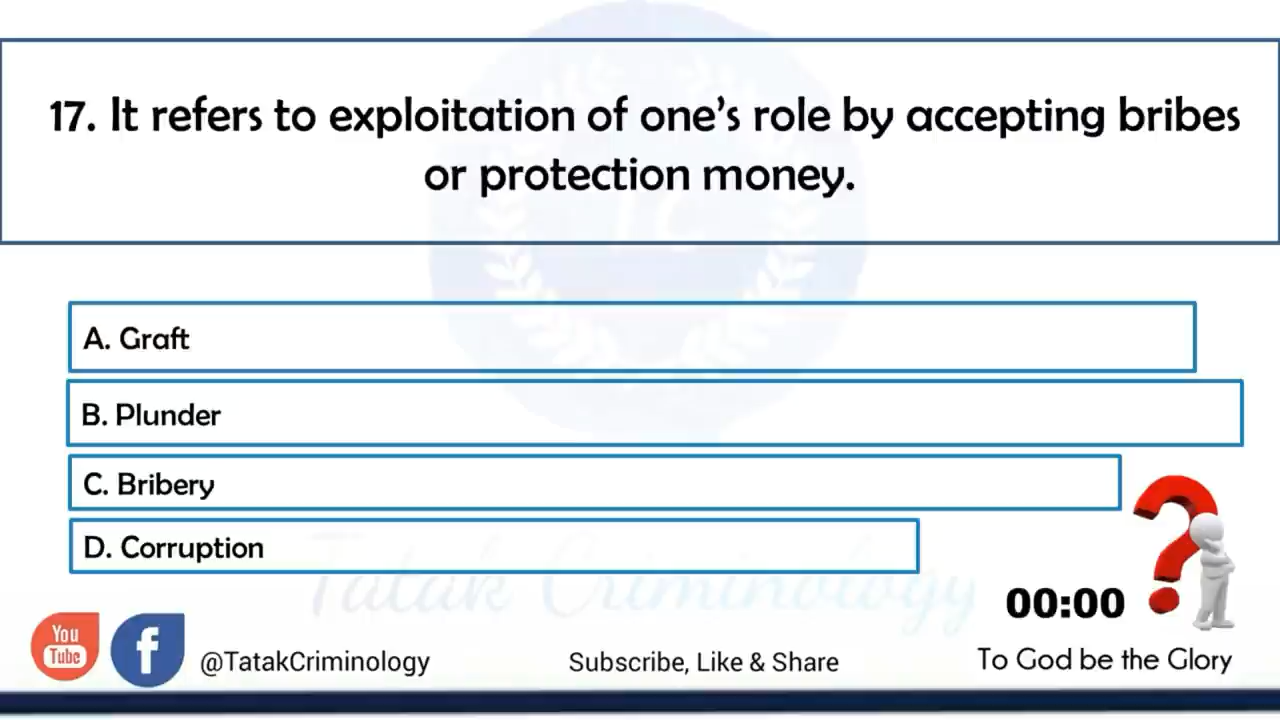 17. It refers to exploitation of one's role by accepting bribes
or protection money.
A. Graft
B. Plunder
C. Bribery
D. Corruption
Tatak Criminology
00:00
You
Tube
f
@TatakCriminology
Subscribe, Like & Share
To God be the Glory